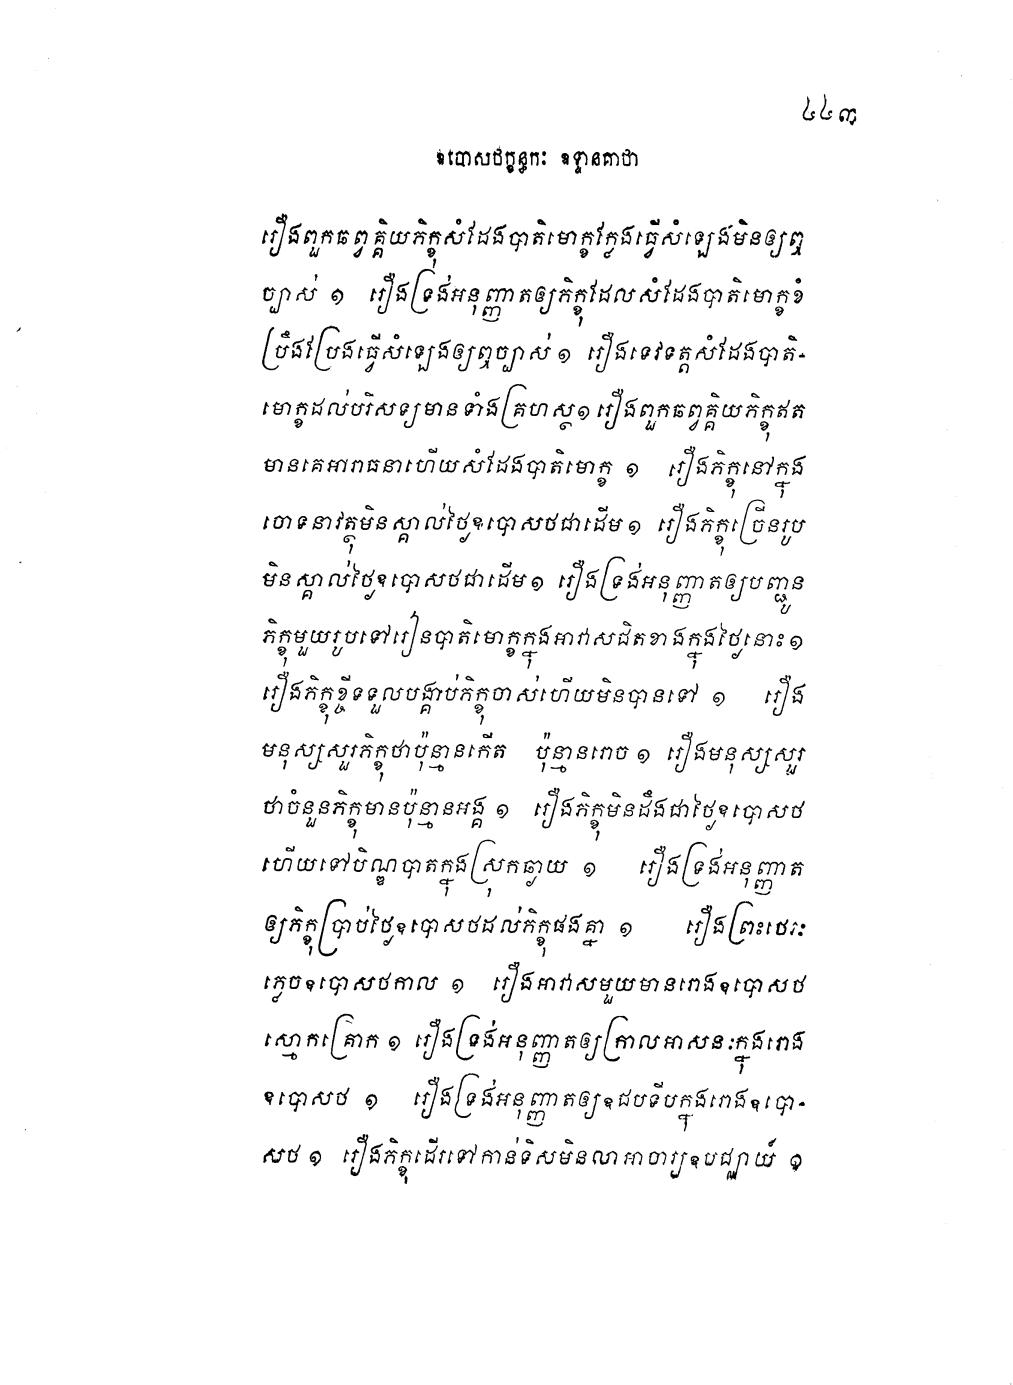 ៤៤៣
ឧបោសថក្ខន្ធកៈ ឧទ្ទានគាថា
រឿងពួកឆព្វគ្គិយភិក្ខុសំដែងបាតិមោក្ខក្លែងធ្វើសំឡេងមិនឲ្យឮ
ច្បាស់ ១ រឿងទ្រង់អនុញ្ញាតឲ្យភិក្ខុដែលសំដែងបាតិមោក្ខខំ
ប្រឹងប្រែងធ្វើសំឡេងឲ្យឮច្បាស់ ១ រឿងទេវទត្តសំដែងបាតិ-
មោក្ខដល់បរិសទ្យមានទាំងគ្រហស្ថ ១ រឿងពួកឆព្វគ្គិយភិក្ខុឥត
មានគេអារាធនាហើយសំដែងបាតិមោក្ខ ១ រឿងភិក្ខុនៅក្នុង
ចោទនាវត្ថុមិនស្គាល់ថ្ងៃឧបោសថជាដើម ១ រឿងភិក្ខុច្រើនរូប
មិនស្គាល់ថ្ងៃឧបោសថជាដើម ១ រឿងទ្រង់អនុញ្ញាតឲ្យបញ្ជូន
ភិក្ខុមួយរូបទៅរៀនបាតិមោក្ខក្នុងអាវាសជិតខាងក្នុងថ្ងៃនោះ ១
រឿងភិក្ខុខ្ចីទទួលបង្គាប់ភិក្ខុចាស់ហើយមិនបានទៅ ១ រឿង
មនុស្សសួរភិក្ខុថាប៉ុន្មានកើត ប៉ុន្មានរោច ១ រឿងមនុស្សសួរ
ថាចំនួនភិក្ខុមានប៉ុន្មានអង្គ ១ រឿងភិក្ខុមិនដឹងជាថ្ងៃឧបោសថ
ហើយទៅបិណ្ឌបាតក្នុងស្រុកឆ្ងាយ ១ រឿងទ្រង់អនុញ្ញាត
ឲ្យភិក្ខុប្រាប់ថ្ងៃឧបោសថដល់ភិក្ខុផងគ្នា ១ រឿងព្រះថេរៈ
ភ្លេចឧបោសថកាល ១ រឿងអាវាសមួយមានរោងឧបោសថ
ស្មោកគ្រោក ១ រឿងទ្រង់អនុញ្ញាតឲ្យក្រាលអាសនៈក្នុងរោង
ឧបោសថ ១ រឿងទ្រង់អនុញ្ញាតឲ្យឧជបទីបក្នុងរោងឧបោ-
សថ ១ រឿងភិក្ខុដើរទៅកាន់ទិសមិនលាអាចារ្យឧបជ្ឈាយ៍ ១